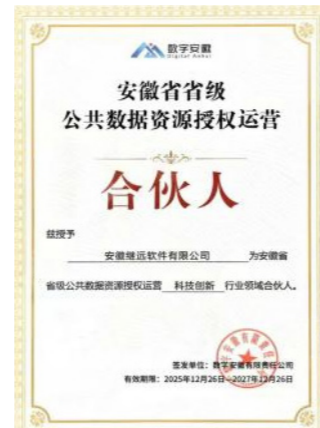 数字安徽
Digital Anhui
安徽省省级
公共数据资源授权运营
合伙人
兹授予
安徽继远软件有限公司 为安徽省
省级公共数据资源授权运营 科技创新 行业领域合伙人。
签发单位：数字安徽有限责任公司
有效期限：2025年12月26日-2027年12月26日